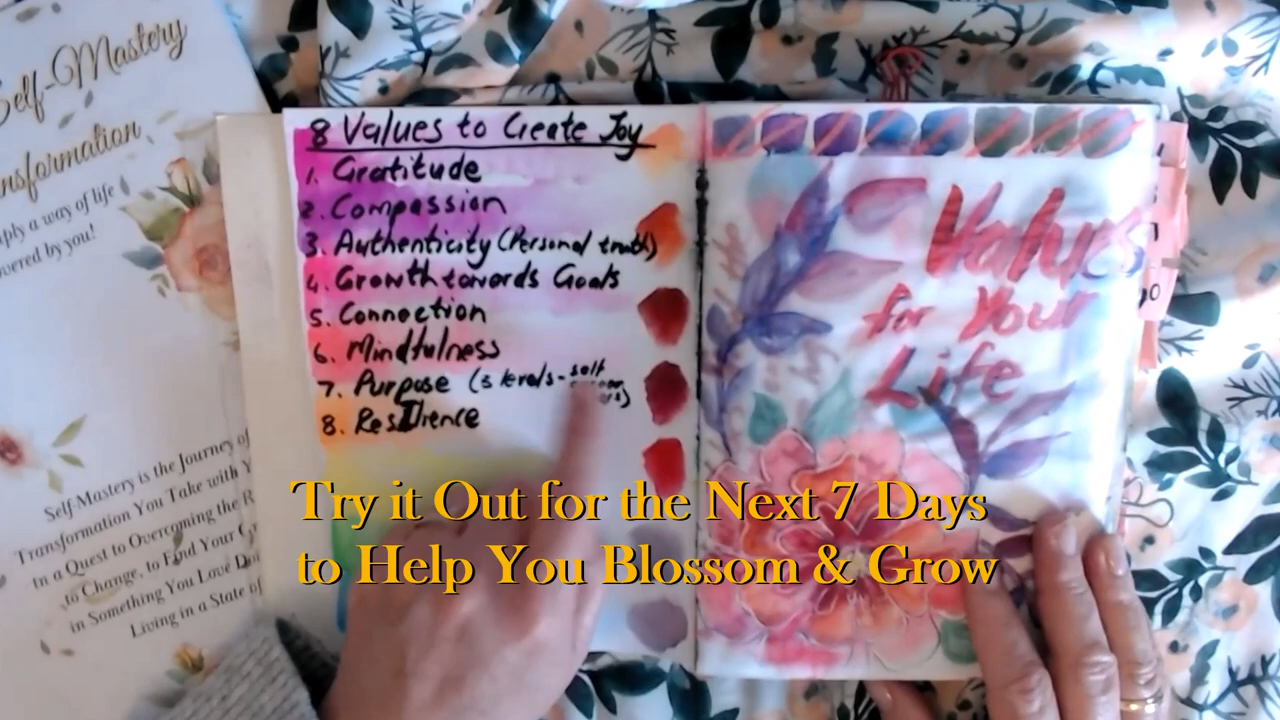 Self-Mastery
ply a way of life
vered by you!
Self-Mastery is the Journey of
Transformation You Take with Y
in a Quest to Overcoming the R
to Change, to Find Your G
in Something You Love Do
Living in a State of
8 Values to Create Joy
1. Gratitude
2. Compassion
3. Authenticity (Personal truth)
4. Growth towards Goals
5. Connection
6. Mindfulness
7. Purpose (3 levels - self
8. Resilience
Values
for Your
Life
Try it Out for the Next 7 Days
to Help You Blossom & Grow